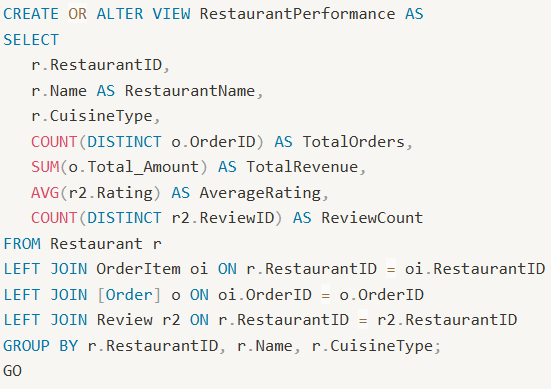 CREATE OR ALTER VIEW RestaurantPerformance AS
SELECT
r.RestaurantID,
r.Name AS RestaurantName,
r.CuisineType,
COUNT(DISTINCT o.OrderID) AS TotalOrders,
SUM(o.Total_Amount) AS TotalRevenue,
AVG(r2.Rating) AS AverageRating,
COUNT(DISTINCT r2.ReviewID) AS ReviewCount
FROM Restaurant r
LEFT JOIN OrderItem oi ON r.RestaurantID = oi.RestaurantID
LEFT JOIN [Order] o ON oi.OrderID = o.OrderID
LEFT JOIN Review r2 ON r.RestaurantID = r2.RestaurantID
GROUP BY r.RestaurantID, r.Name, r.CuisineType;
GO